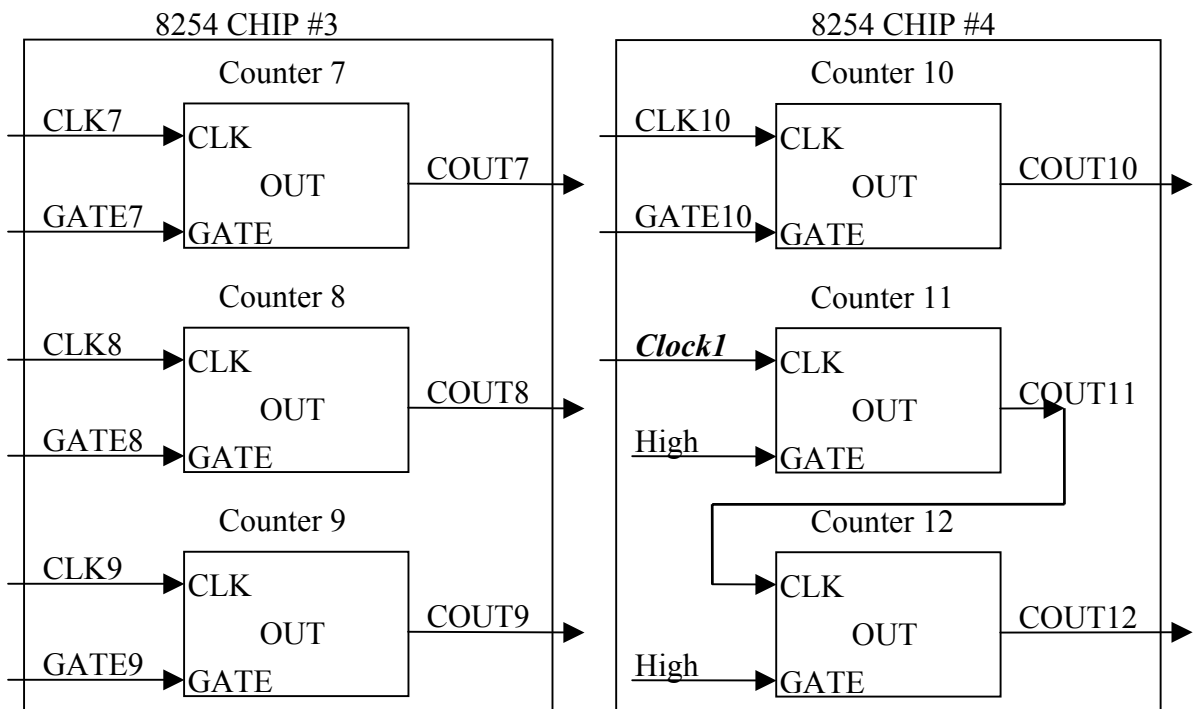 8254 CHIP #3
Counter 7
CLK7
CLK
OUT
COUT7
GATE7
GATE
Counter 8
CLK8
CLK
OUT
COUT8
GATE8
GATE
Counter 9
CLK9
CLK
OUT
COUT9
GATE9
GATE
8254 CHIP #4
Counter 10
CLK10
CLK
OUT
COUT10
GATE10
GATE
Counter 11
Clock1
CLK
OUT
COUT11
High
GATE
Counter 12
CLK
OUT
COUT12
High
GATE